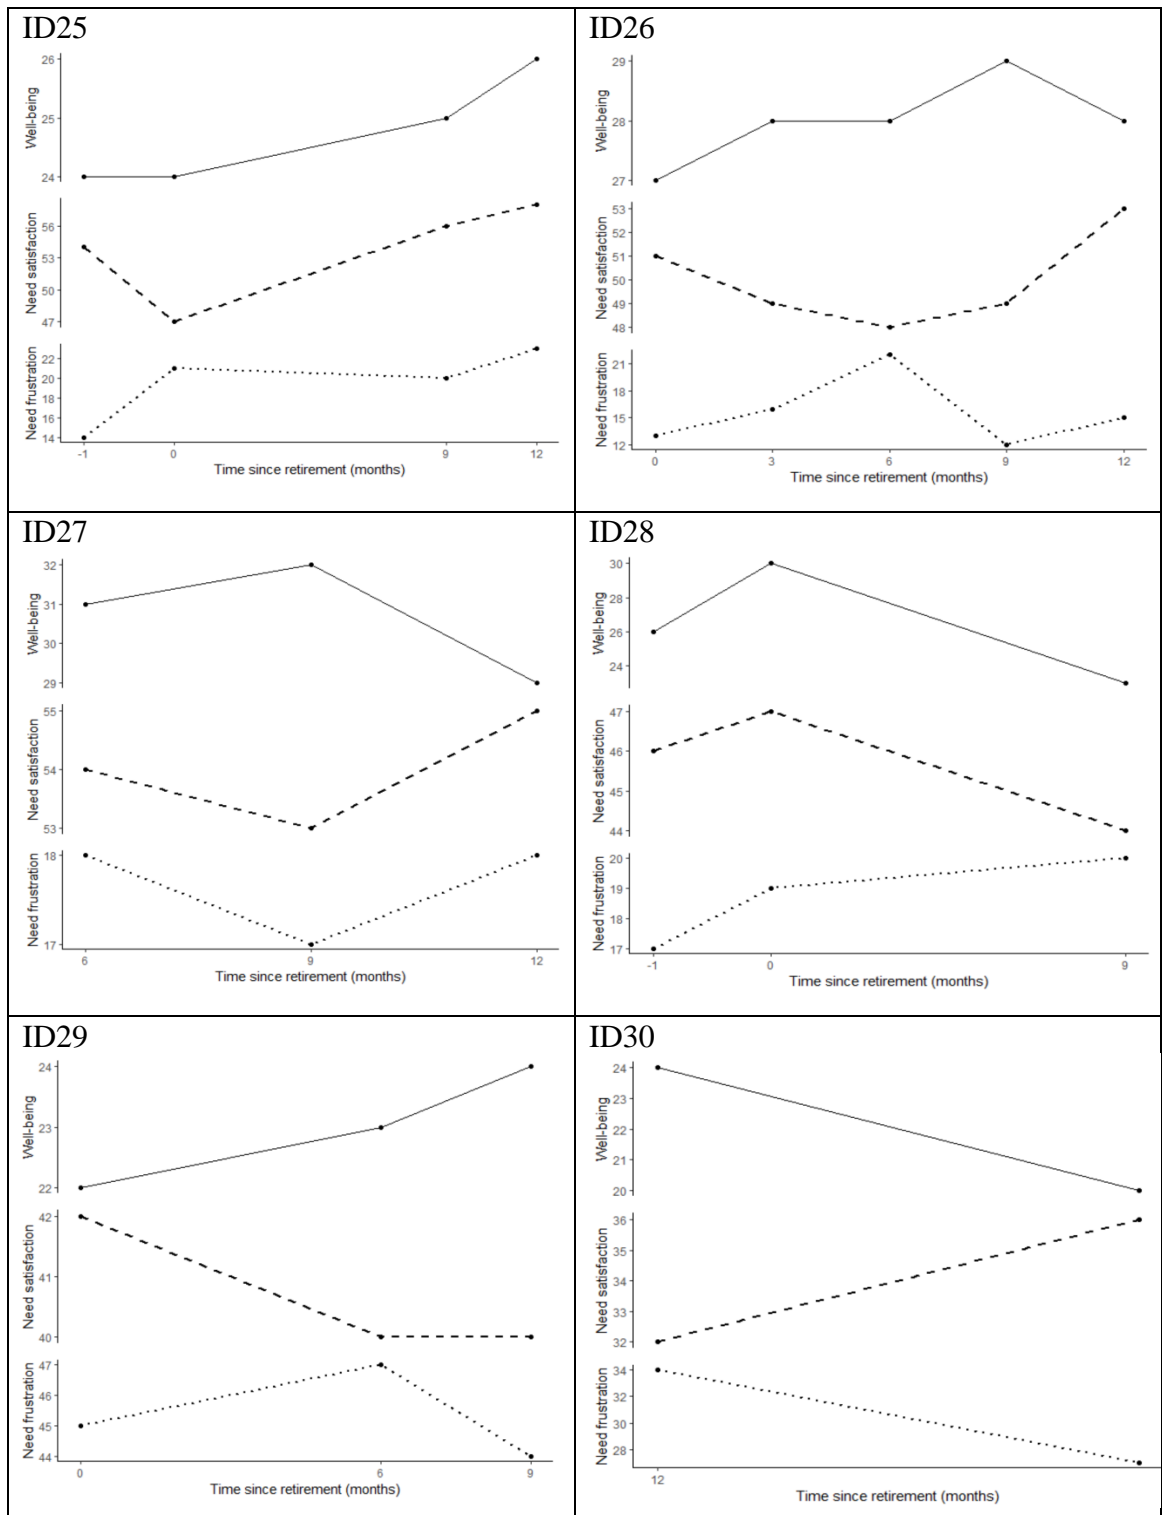 ID25
Well-being
26
25
24
Need satisfaction
56
53
50
47
Need frustration
22
20
18
16
14
-1 0 9 12
Time since retirement (months)
ID26
Well-being
29
28
27
Need satisfaction
53
52
51
50
49
48
Need frustration
21
18
15
12
0 3 6 9 12
Time since retirement (months)
ID27
Well-being
32
31
30
29
Need satisfaction
55
54
53
Need frustration
18
17
6 9 12
Time since retirement (months)
ID28
Well-being
30
28
26
24
Need satisfaction
47
46
45
44
Need frustration
20
19
18
17
-1 0 9
Time since retirement (months)
ID29
Well-being
24
23
22
Need satisfaction
42
41
40
Need frustration
47
46
45
44
0 6 9
Time since retirement (months)
ID30
Well-being
24
23
22
21
20
Need satisfaction
36
35
34
33
32
Need frustration
34
32
30
28
12
Time since retirement (months)